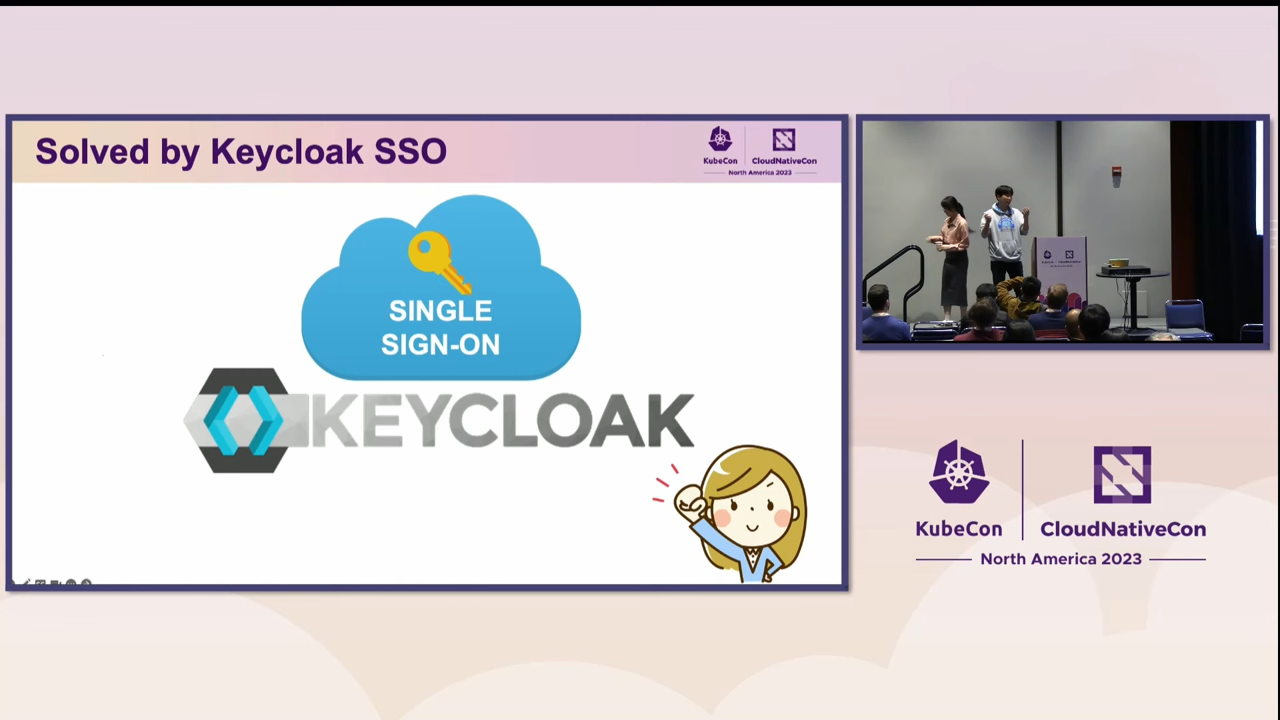 Solved by Keycloak SSO
KubeCon
CloudNativeCon
North America 2023
SINGLE
SIGN-ON
KEYCLOAK
KubeCon
CloudNativeCon
North America 2023